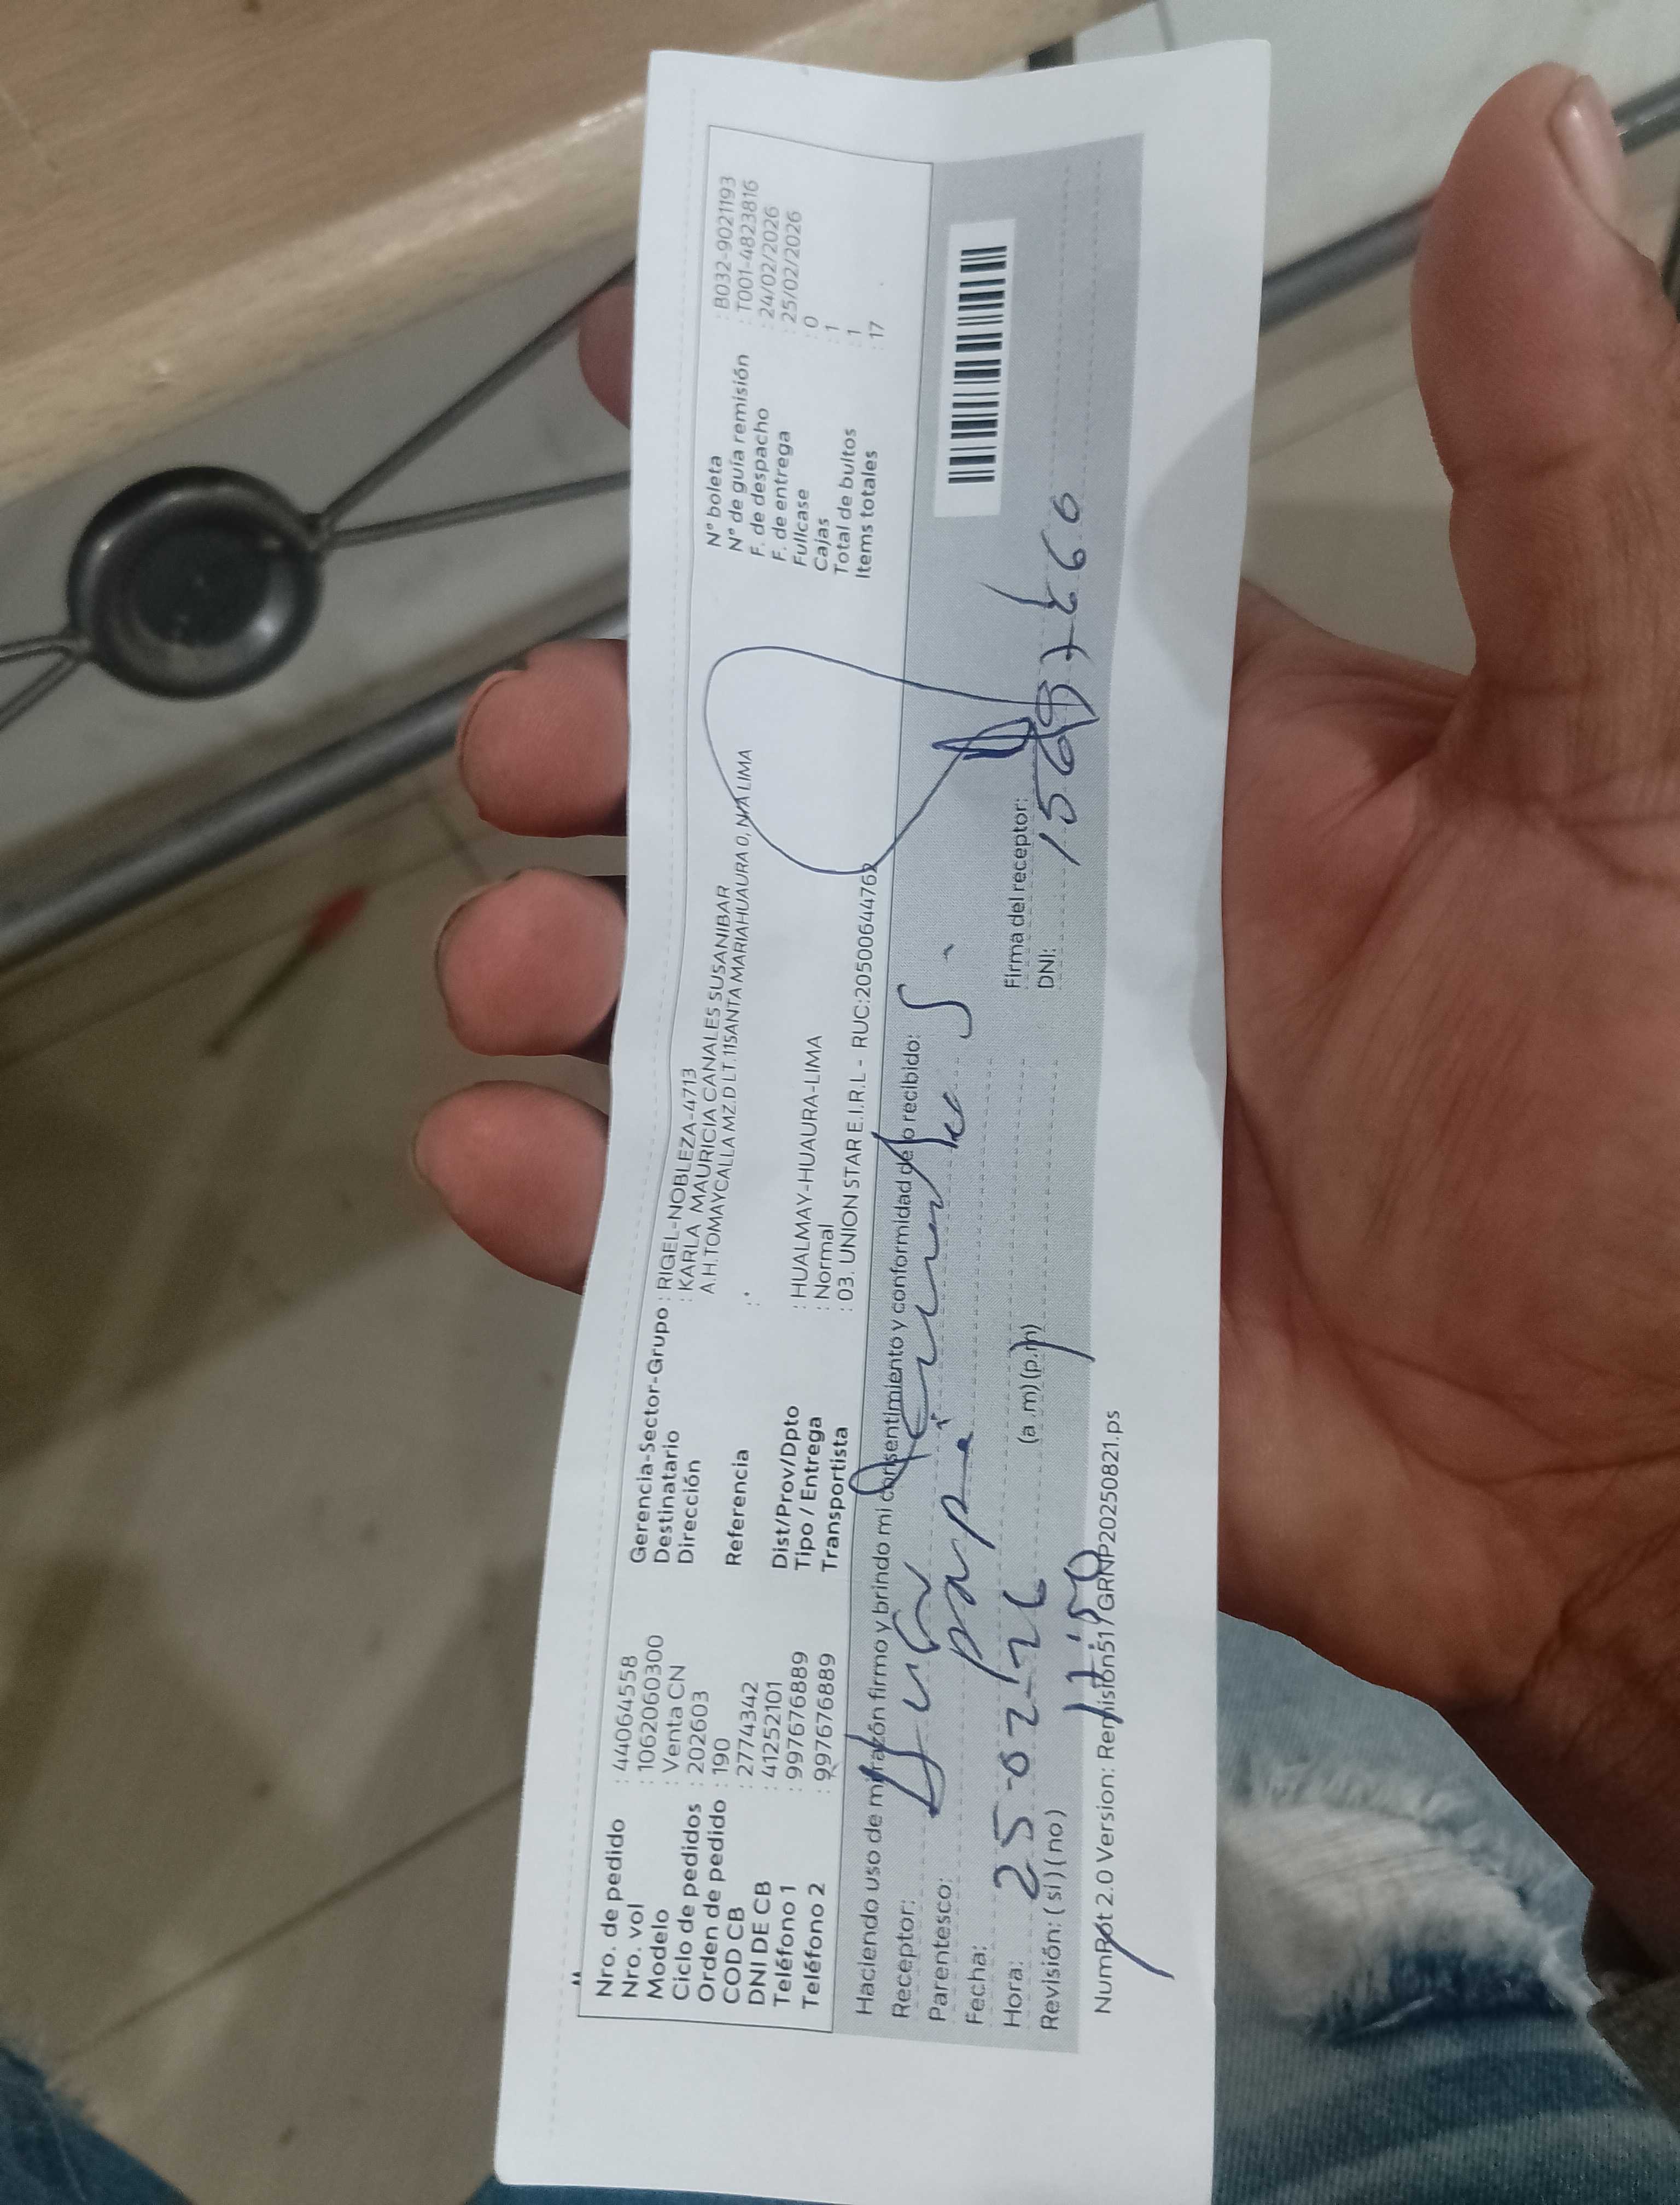 Nro. de pedido : 44064558
Nro. vol : 1062060300
Modelo : Venta CN
Ciclo de pedidos : 202603
Orden de pedido : 190
COD CB : 2774342
DNI DE CB : 41252101
Teléfono 1 : 997676889
Teléfono 2 : 997676889
Gerencia-Sector-Grupo : RIGEL-NOBLEZA-4713
Destinatario : KARLA MAURICIA CANALES SUSANIBAR
Dirección A.H.TOMAYCALLA MZ.D LT.11SANTA MARIAHUAURA 0, N/A LIMA
Referencia :*
Dist/Prov/Dpto : HUALMAY-HUAURA-LIMA
Tipo / Entrega : Normal
Transportista : 03. UNION STAR E.I.R.L - RUC:20500644762
Nº boleta : B032-9021193
Nº de guía remisión : T001-4823816
F. de despacho : 24/02/2026
F. de entrega : 25/02/2026
Fullcase : 0
Cajas : 1
Total de bultos : 1
Items totales : 17
Haciendo uso de mi razón firmo y brindo mi consentimiento y conformidad de lo recibido:
Receptor: Juan
Parentesco: papá
Fecha: 25-02-26
Hora: (a.m) (p.m)
Revisión: ( si ) ( no )
Firma del receptor:
DNI:
NumRot 2.0 Version: Remision517GRNP20250821.ps